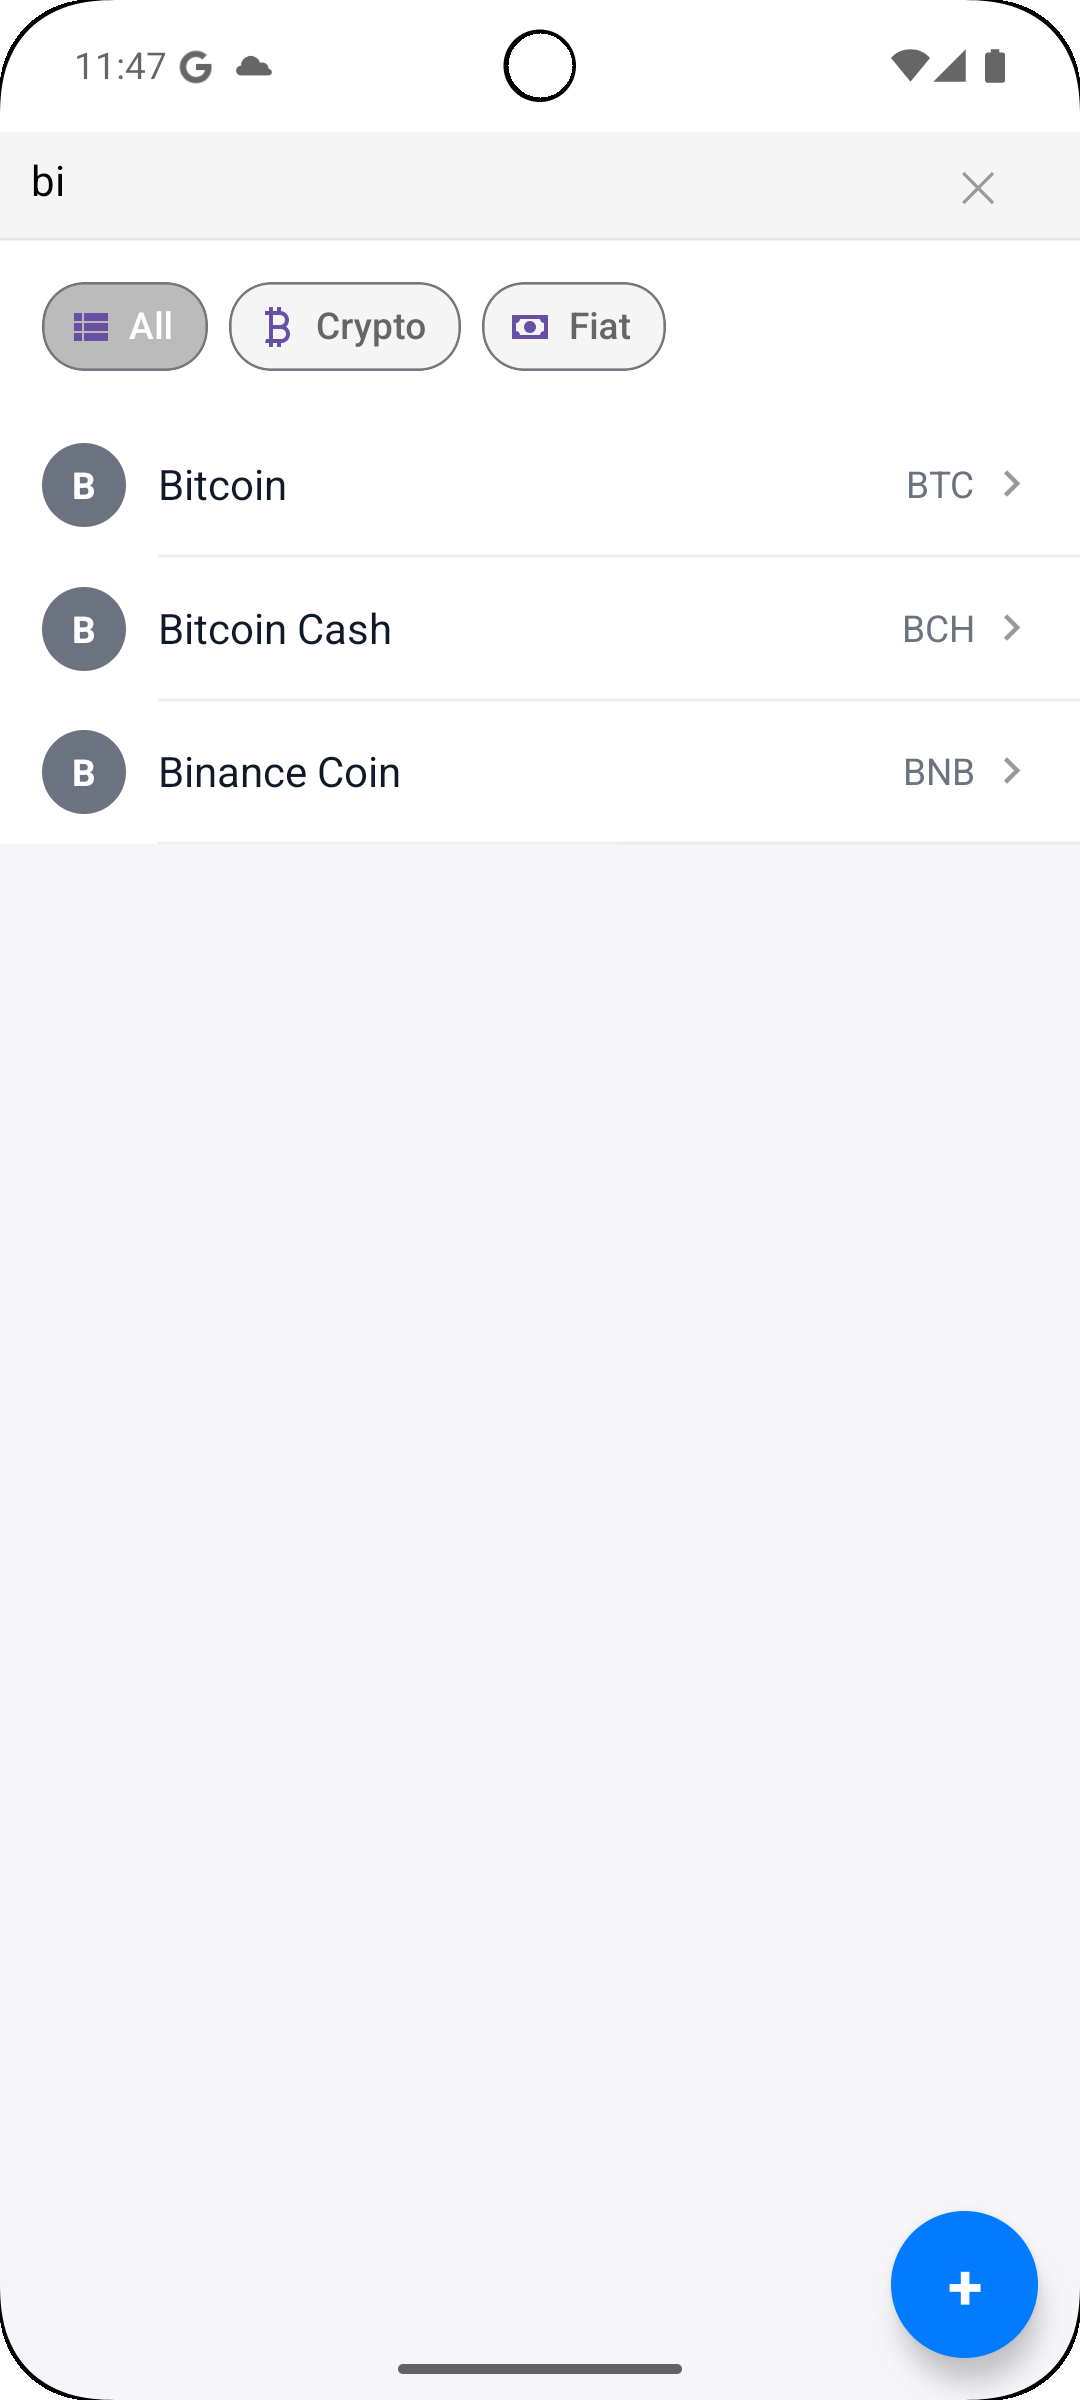 11:47
bi
All Crypto Fiat
B Bitcoin BTC
B Bitcoin Cash BCH
B Binance Coin BNB
+